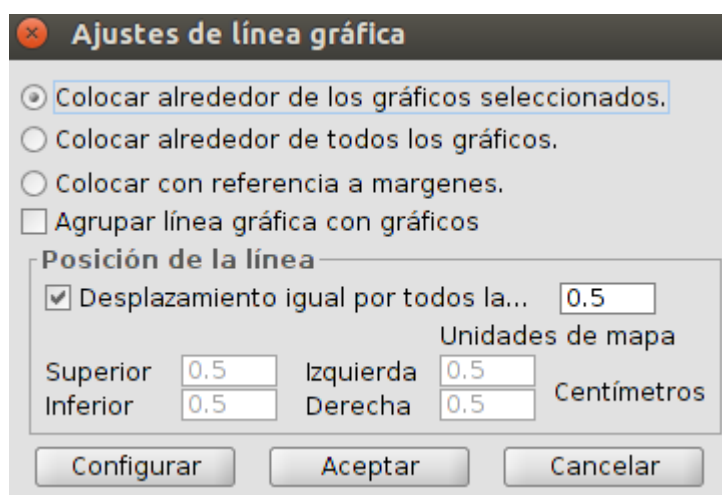 Ajustes de línea gráfica
Colocar alrededor de los gráficos seleccionados.
Colocar alrededor de todos los gráficos.
Colocar con referencia a margenes.
Agrupar línea gráfica con gráficos
Posición de la línea
Desplazamiento igual por todos la... 0.5
Unidades de mapa
Superior 0.5 Izquierda 0.5 Centímetros
Inferior 0.5 Derecha 0.5
Configurar Aceptar Cancelar